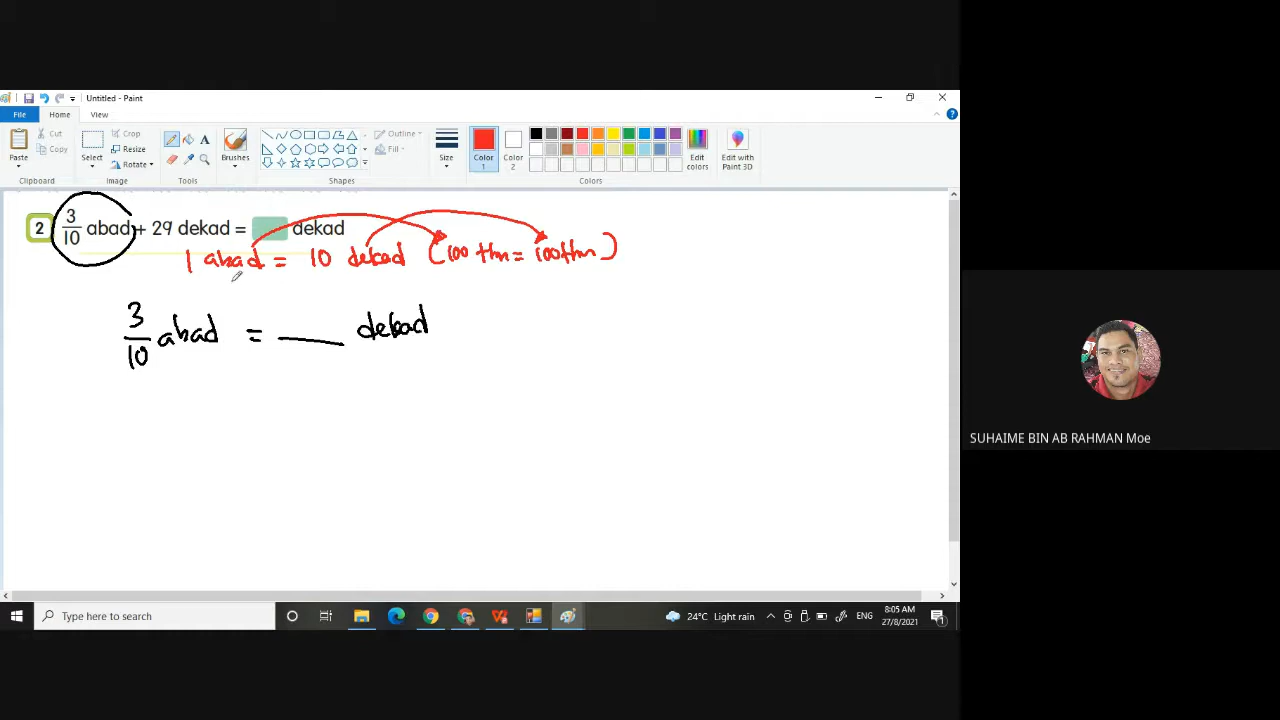 Untitled - Paint
File Home View
Paste Cut Copy Clipboard
Select Crop Resize Rotate Image
Tools
Brushes
Shapes Outline Fill
Size
Color 1 Color 2 Edit colors Edit with Paint 3D Colors
2 3/10 abad + 29 dekad = dekad
1 abad = 10 dekad (100 thn = 100 thn)
3/10 abad = ___ dekad
SUHAIME BIN AB RAHMAN Moe
Type here to search
24°C Light rain ENG 8:05 AM 27/8/2021